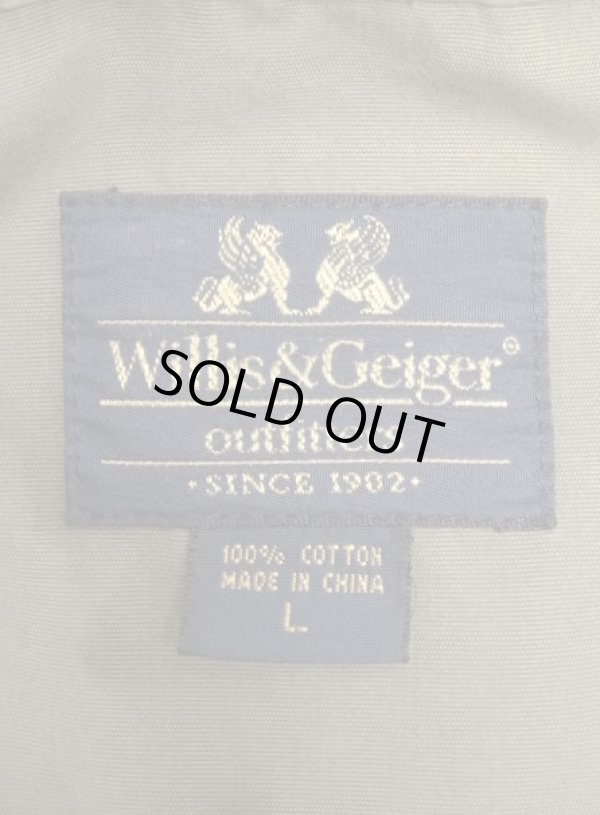 Willis & Geiger®
outfitters
• SINCE 1902 •
SOLD OUT
100% COTTON
MADE IN CHINA
L